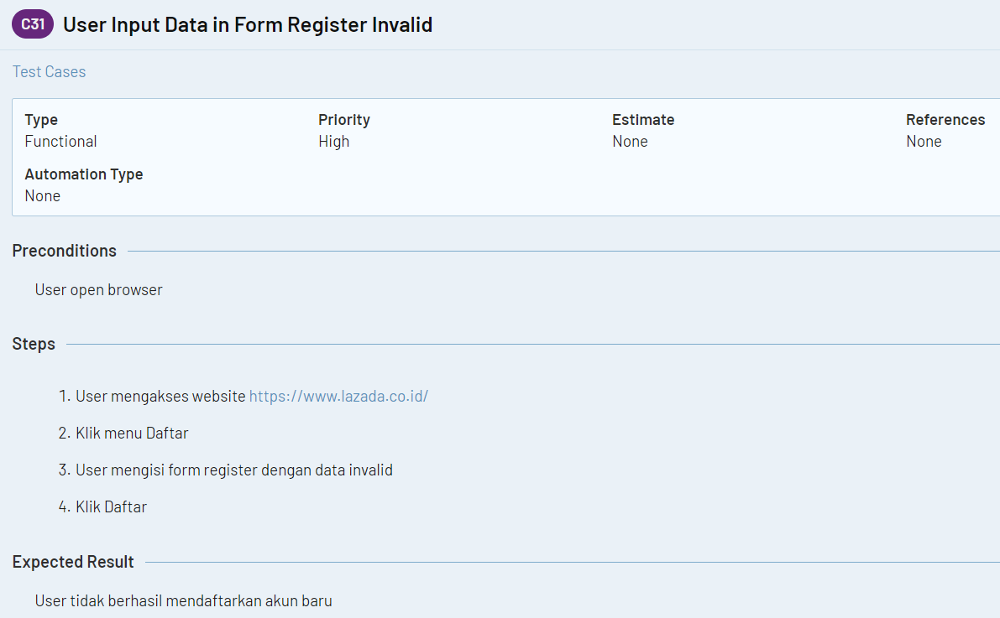 C31 User Input Data in Form Register Invalid
Test Cases
Type Priority Estimate References
Functional High None None
Automation Type
None
Preconditions
User open browser
Steps
1. User mengakses website https://www.lazada.co.id/
2. Klik menu Daftar
3. User mengisi form register dengan data invalid
4. Klik Daftar
Expected Result
User tidak berhasil mendaftarkan akun baru